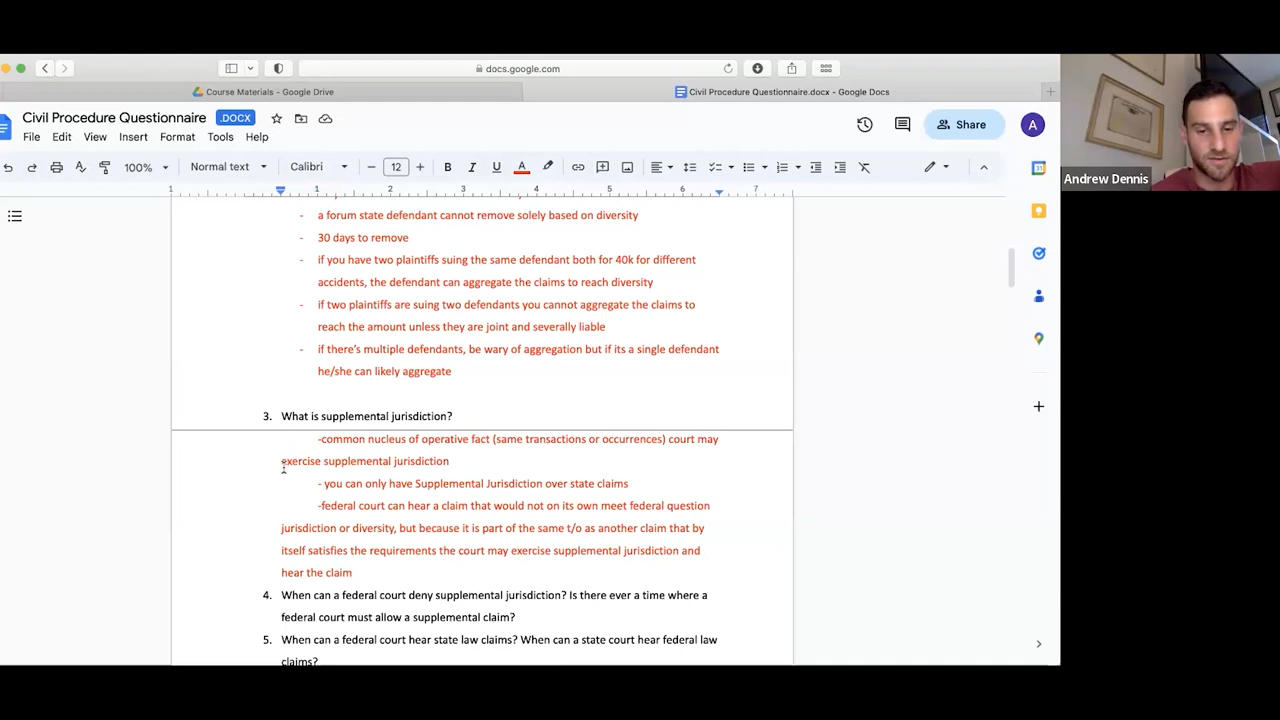 docs.google.com
Course Materials - Google Drive
Civil Procedure Questionnaire.docx - Google Docs
Civil Procedure Questionnaire .DOCX
File Edit View Insert Format Tools Help
Share
A
100% Normal text Calibri - 12 + B I U A
1 1 2 3 4 5 6 7
- a forum state defendant cannot remove solely based on diversity
- 30 days to remove
- if you have two plaintiffs suing the same defendant both for 40k for different
accidents, the defendant can aggregate the claims to reach diversity
- if two plaintiffs are suing two defendants you cannot aggregate the claims to
reach the amount unless they are joint and severally liable
- if there's multiple defendants, be wary of aggregation but if its a single defendant
he/she can likely aggregate
3. What is supplemental jurisdiction?
-common nucleus of operative fact (same transactions or occurrences) court may
exercise supplemental jurisdiction
- you can only have Supplemental Jurisdiction over state claims
-federal court can hear a claim that would not on its own meet federal question
jurisdiction or diversity, but because it is part of the same t/o as another claim that by
itself satisfies the requirements the court may exercise supplemental jurisdiction and
hear the claim
4. When can a federal court deny supplemental jurisdiction? Is there ever a time where a
federal court must allow a supplemental claim?
5. When can a federal court hear state law claims? When can a state court hear federal law
claims?
Andrew Dennis